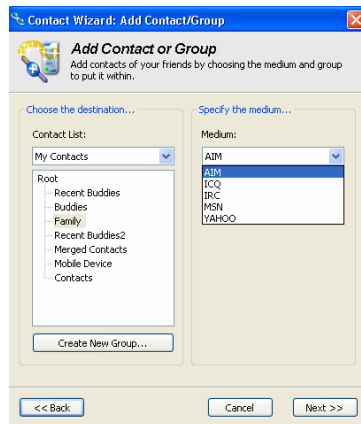 Contact Wizard: Add Contact/Group
Add Contact or Group
Add contacts of your friends by choosing the medium and group
to put it within.
Choose the destination...
Contact List:
My Contacts
Root
Recent Buddies
Buddies
Family
Recent Buddies2
Merged Contacts
Mobile Device
Contacts
Create New Group...
Specify the medium...
Medium:
AIM
AIM
ICQ
IRC
MSN
YAHOO
<< Back
Cancel
Next >>